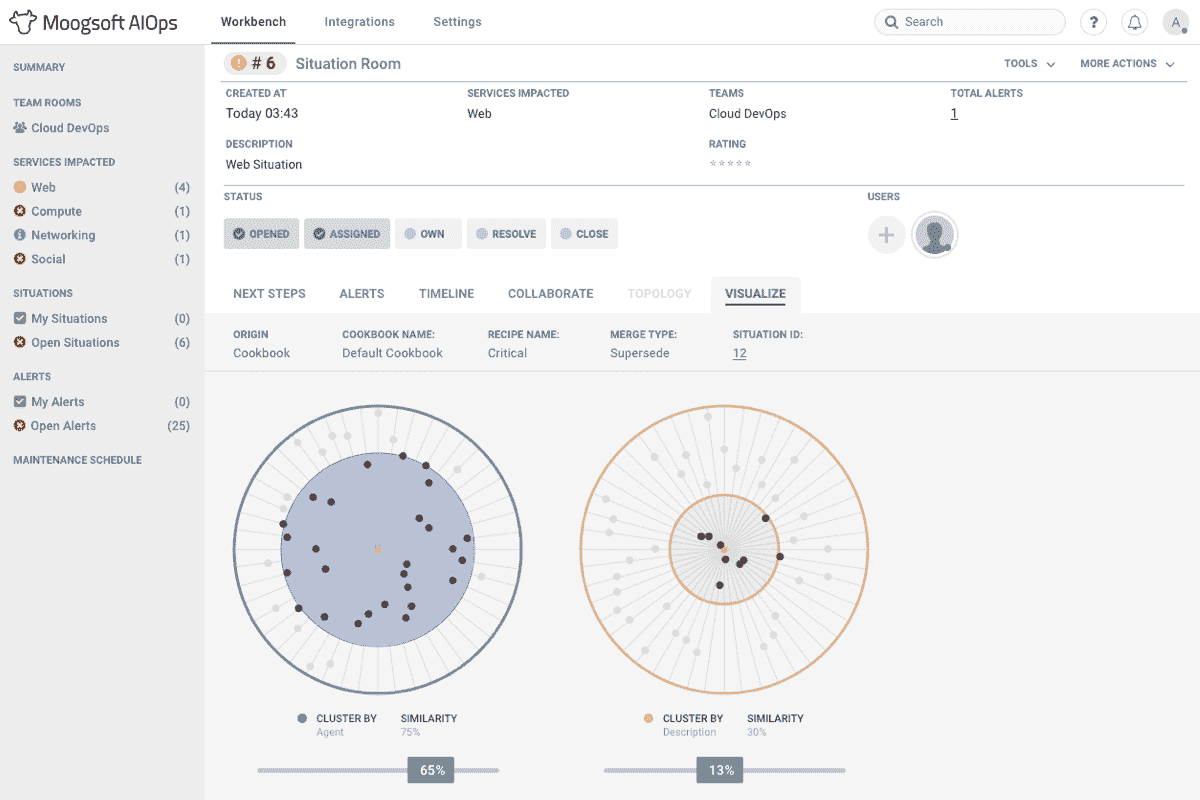 Moogsoft AIOps
Workbench Integrations Settings
Search
?
A
SUMMARY
TEAM ROOMS
Cloud DevOps
SERVICES IMPACTED
Web (4)
Compute (1)
Networking (1)
Social (1)
SITUATIONS
My Situations (0)
Open Situations (6)
ALERTS
My Alerts (0)
Open Alerts (25)
MAINTENANCE SCHEDULE
# 6 Situation Room
TOOLS MORE ACTIONS
CREATED AT SERVICES IMPACTED TEAMS TOTAL ALERTS
Today 03:43 Web Cloud DevOps 1
DESCRIPTION RATING
Web Situation
STATUS USERS
OPENED ASSIGNED OWN RESOLVE CLOSE
NEXT STEPS ALERTS TIMELINE COLLABORATE TOPOLOGY VISUALIZE
ORIGIN COOKBOOK NAME: RECIPE NAME: MERGE TYPE: SITUATION ID:
Cookbook Default Cookbook Critical Supersede 12
CLUSTER BY SIMILARITY
Agent 75%
65%
CLUSTER BY SIMILARITY
Description 30%
13%